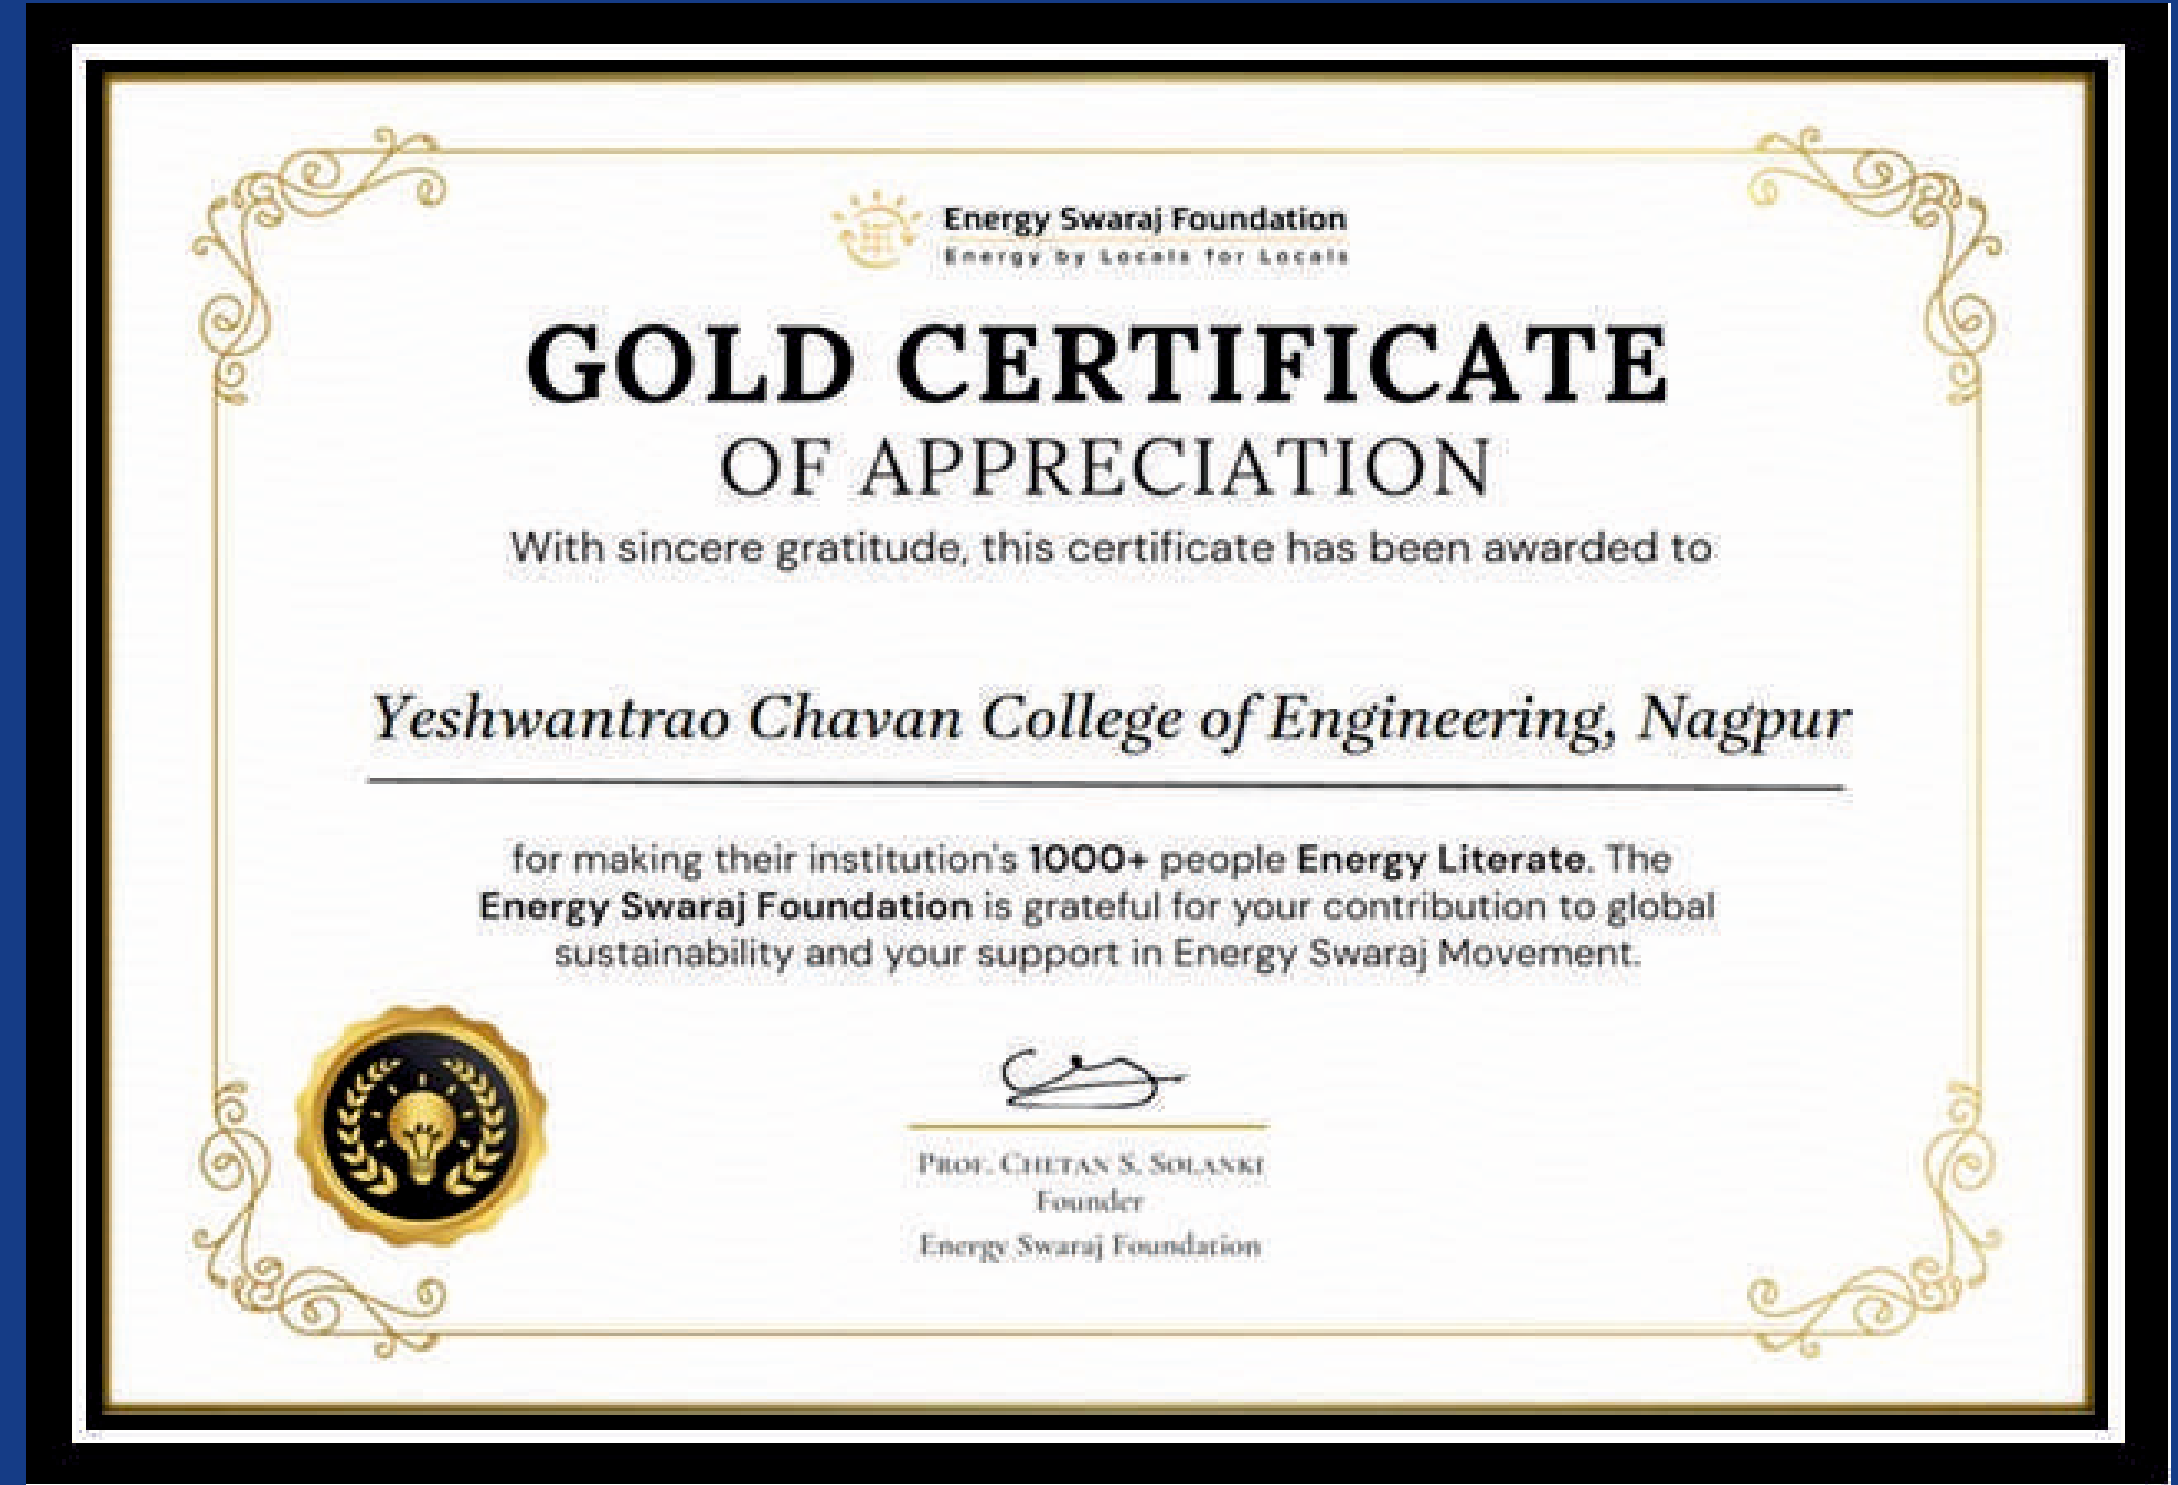 Energy Swaraj Foundation
Energy by Locals for Locals
GOLD CERTIFICATE
OF APPRECIATION
With sincere gratitude, this certificate has been awarded to
Yeshwantrao Chavan College of Engineering, Nagpur
for making their institution's 1000+ people Energy Literate. The
Energy Swaraj Foundation is grateful for your contribution to global
sustainability and your support in Energy Swaraj Movement.
PROF. CHETAN S. SOLANKI
Founder
Energy Swaraj Foundation